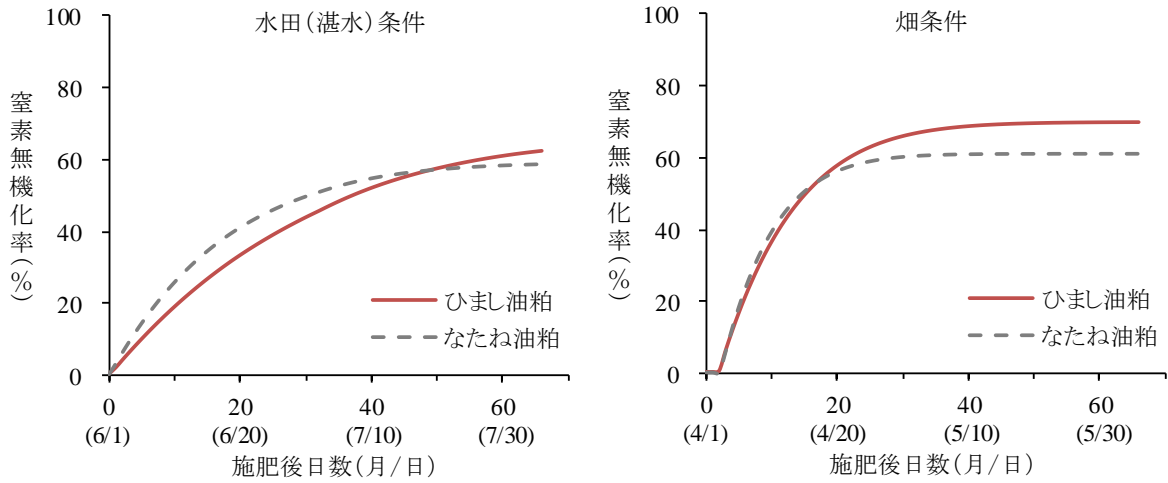 水田(湛水)条件
100
80
60
40
20
0
窒素無機化率(%)
ひまし油粕
なたね油粕
0 20 40 60
(6/1) (6/20) (7/10) (7/30)
施肥後日数(月/日)
畑条件
100
80
60
40
20
0
窒素無機化率(%)
ひまし油粕
なたね油粕
0 20 40 60
(4/1) (4/20) (5/10) (5/30)
施肥後日数(月/日)